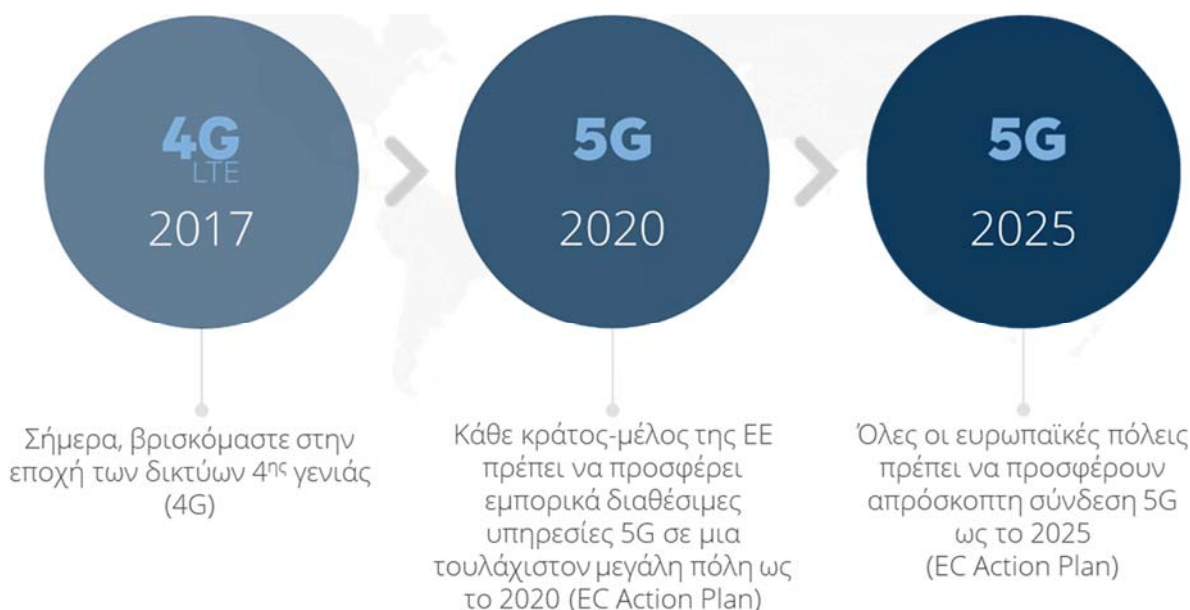 4G
LTE
2017
5G
2020
5G
2025
Σήμερα, βρισκόμαστε στην
εποχή των δικτύων 4ης γενιάς
(4G)
Κάθε κράτος-μέλος της ΕΕ
πρέπει να προσφέρει
εμπορικά διαθέσιμες
υπηρεσίες 5G σε μια
τουλάχιστον μεγάλη πόλη ως
το 2020 (EC Action Plan)
Όλες οι ευρωπαϊκές πόλεις
πρέπει να προσφέρουν
απρόσκοπτη σύνδεση 5G
ως το 2025
(EC Action Plan)